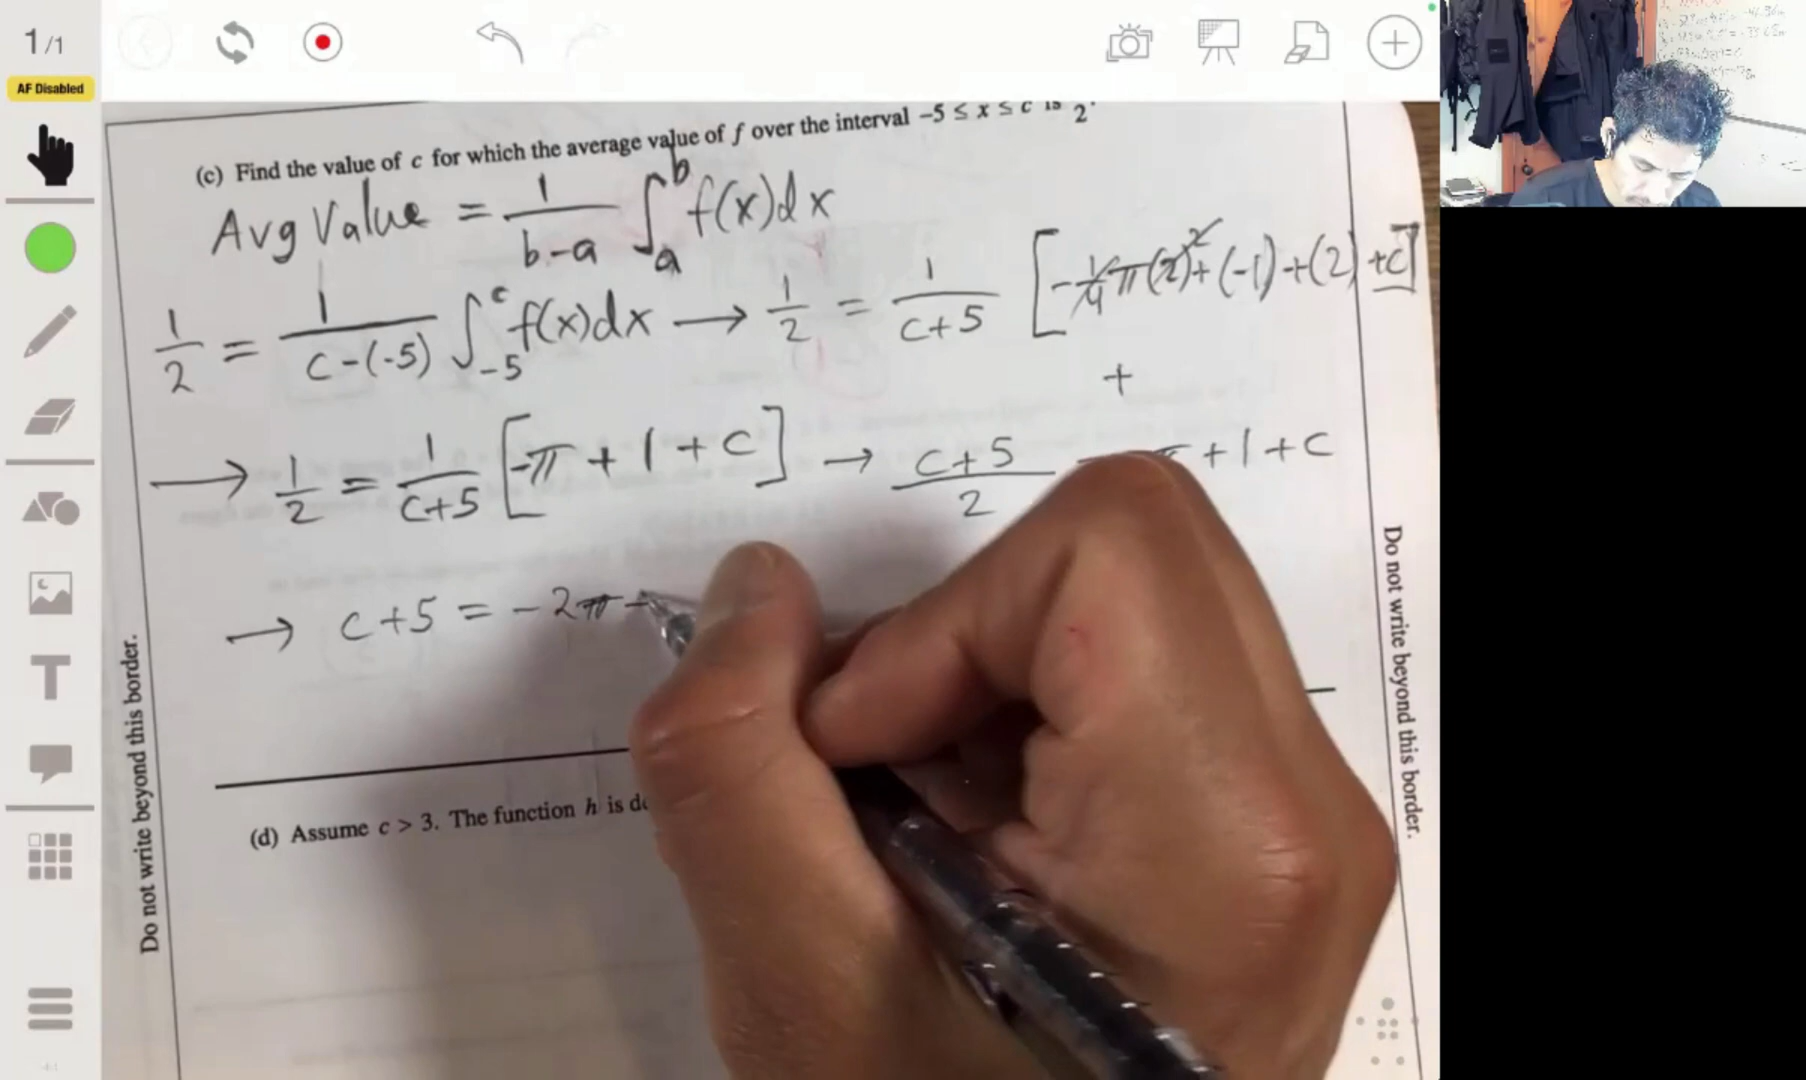 1/1
AF Disabled
(c) Find the value of c for which the average value of f over the interval −5 ≤ x ≤ c is 1/2.
Avg Value = 1/(b-a) ∫_a^b f(x)dx
1/2 = 1/(c-(-5)) ∫_{-5}^c f(x)dx → 1/2 = 1/(c+5) [-1/4π(2)^2+(-1)+(2)+c]
+
→ 1/2 = 1/(c+5) [-π+1+c] → (c+5)/2 π+1+c
→ c+5 = -2π
(d) Assume c > 3. The function h is
Do not write beyond this border.
Do not write beyond this border.
T